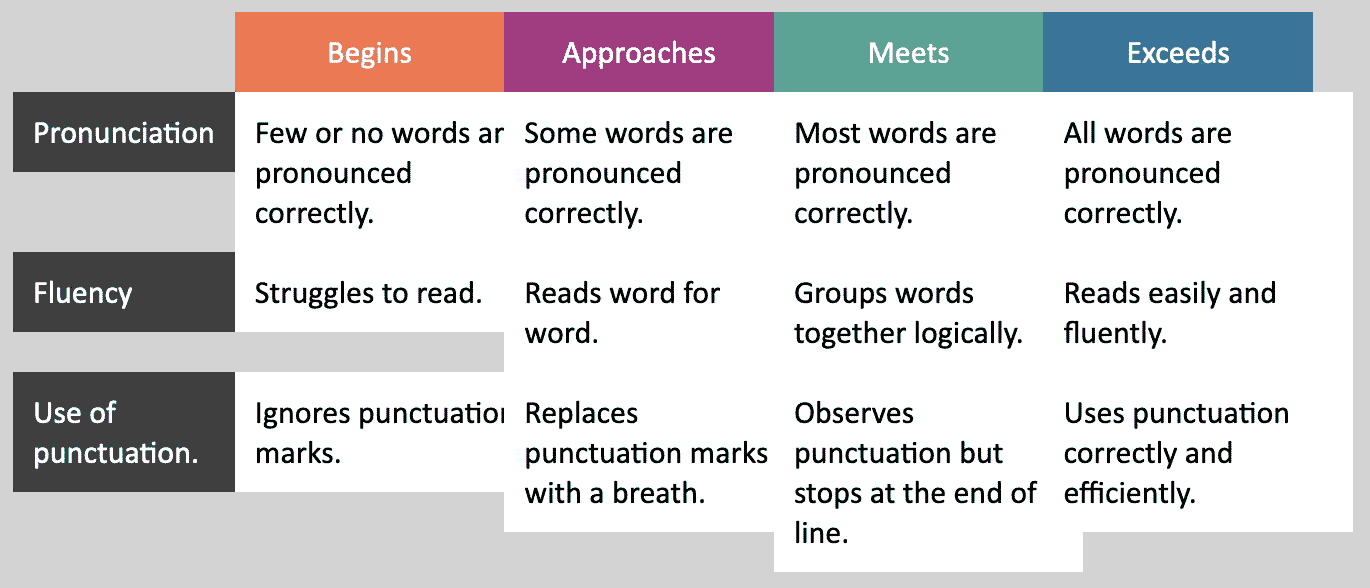 Begins Approaches Meets Exceeds
Pronunciation
Few or no words ar
pronounced
correctly.
Some words are
pronounced
correctly.
Most words are
pronounced
correctly.
All words are
pronounced
correctly.
Fluency
Struggles to read.
Reads word for
word.
Groups words
together logically.
Reads easily and
fluently.
Use of
punctuation.
Ignores punctuation
marks.
Replaces
punctuation marks
with a breath.
Observes
punctuation but
stops at the end of
line.
Uses punctuation
correctly and
efficiently.